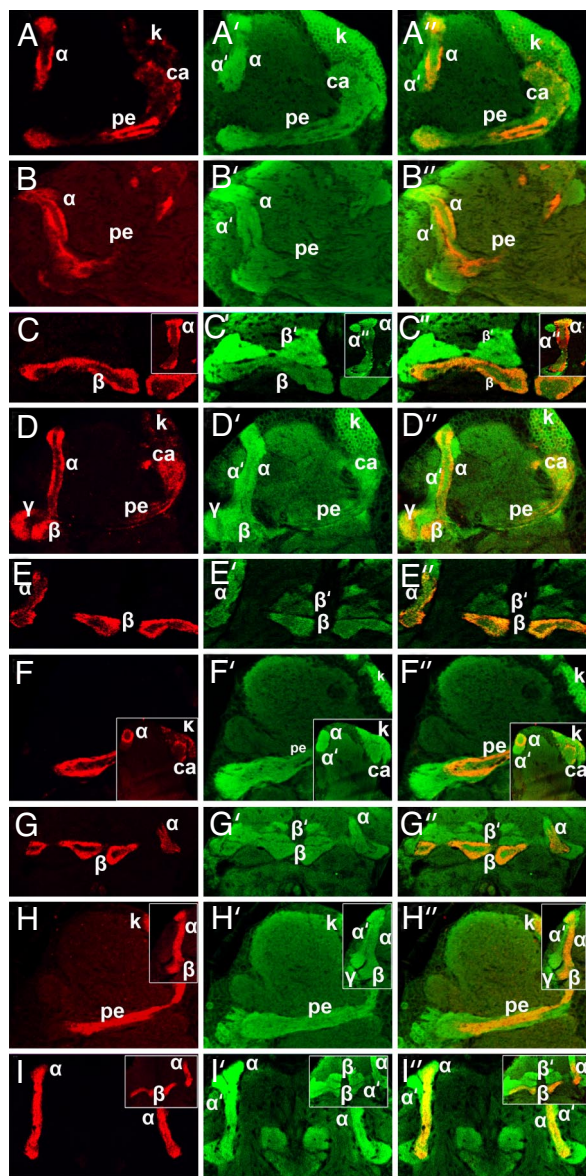 A k α ca pe
A′ k α′ α ca pe
A″ k α α′ ca pe
B α pe
B′ α α′ pe
B″ α α′ pe
C α β
C′ β′ α″ α β
C″ β′ α″ α β
D k α ca γ β pe
D′ k α′ α ca γ β pe
D″ k α′ α ca γ β pe
E α β
E′ α β′ β
E″ α β′ β
F κ α ca
F′ k pe α k α′ ca
F″ k pe α k α′ ca
G α β
G′ β′ α β
G″ β′ α β
H k α β pe
H′ k α′ α γ β pe
H″ k α′ α γ β pe
I α α β α
I′ α α′ β β α α′ α
I″ α α′ β′ β α α′ α